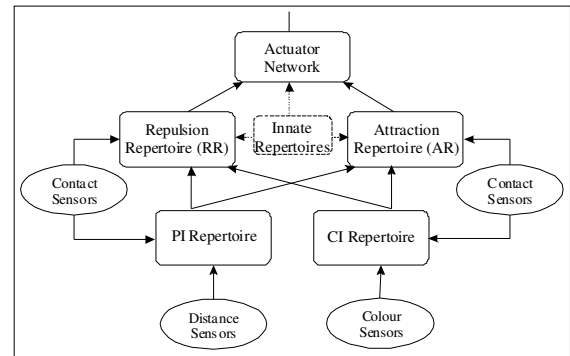 Actuator
Network
Repulsion
Repertoire (RR)
Innate
Repertoires
Attraction
Repertoire (AR)
Contact
Sensors
Contact
Sensors
PI Repertoire
CI Repertoire
Distance
Sensors
Colour
Sensors